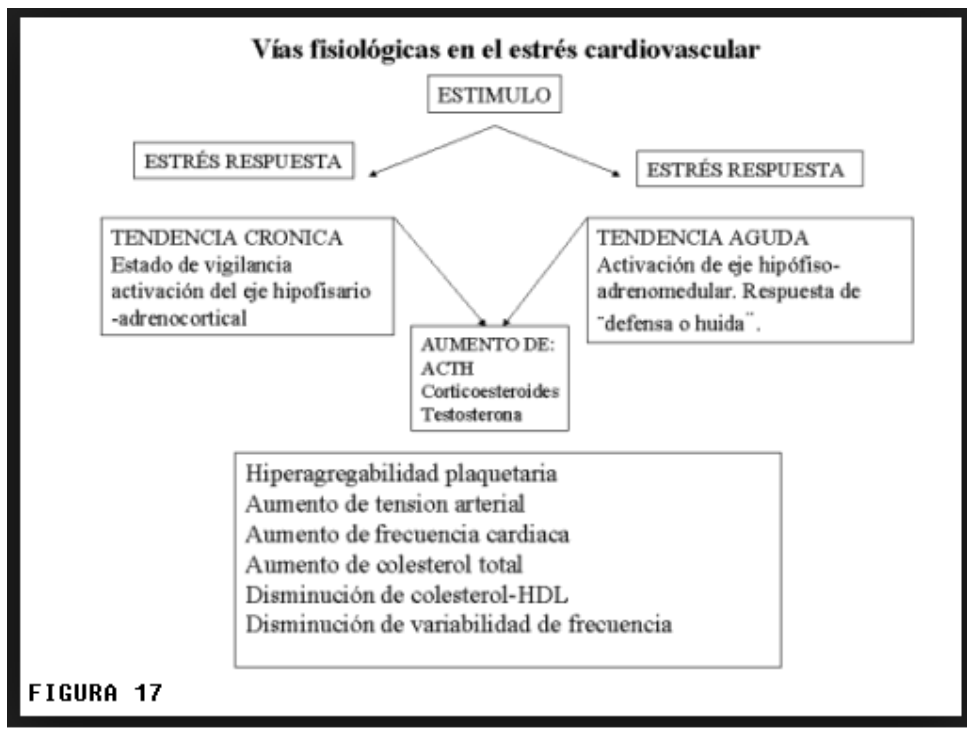 Vías fisiológicas en el estrés cardiovascular
ESTIMULO
ESTRÉS RESPUESTA
ESTRÉS RESPUESTA
TENDENCIA CRONICA
Estado de vigilancia
activación del eje hipofisario
-adrenocortical
TENDENCIA AGUDA
Activación de eje hipófiso-
adrenomedular. Respuesta de
¨defensa o huida¨.
AUMENTO DE:
ACTH
Corticoesteroides
Testosterona
Hiperagregabilidad plaquetaria
Aumento de tension arterial
Aumento de frecuencia cardiaca
Aumento de colesterol total
Disminución de colesterol-HDL
Disminución de variabilidad de frecuencia
FIGURA 17